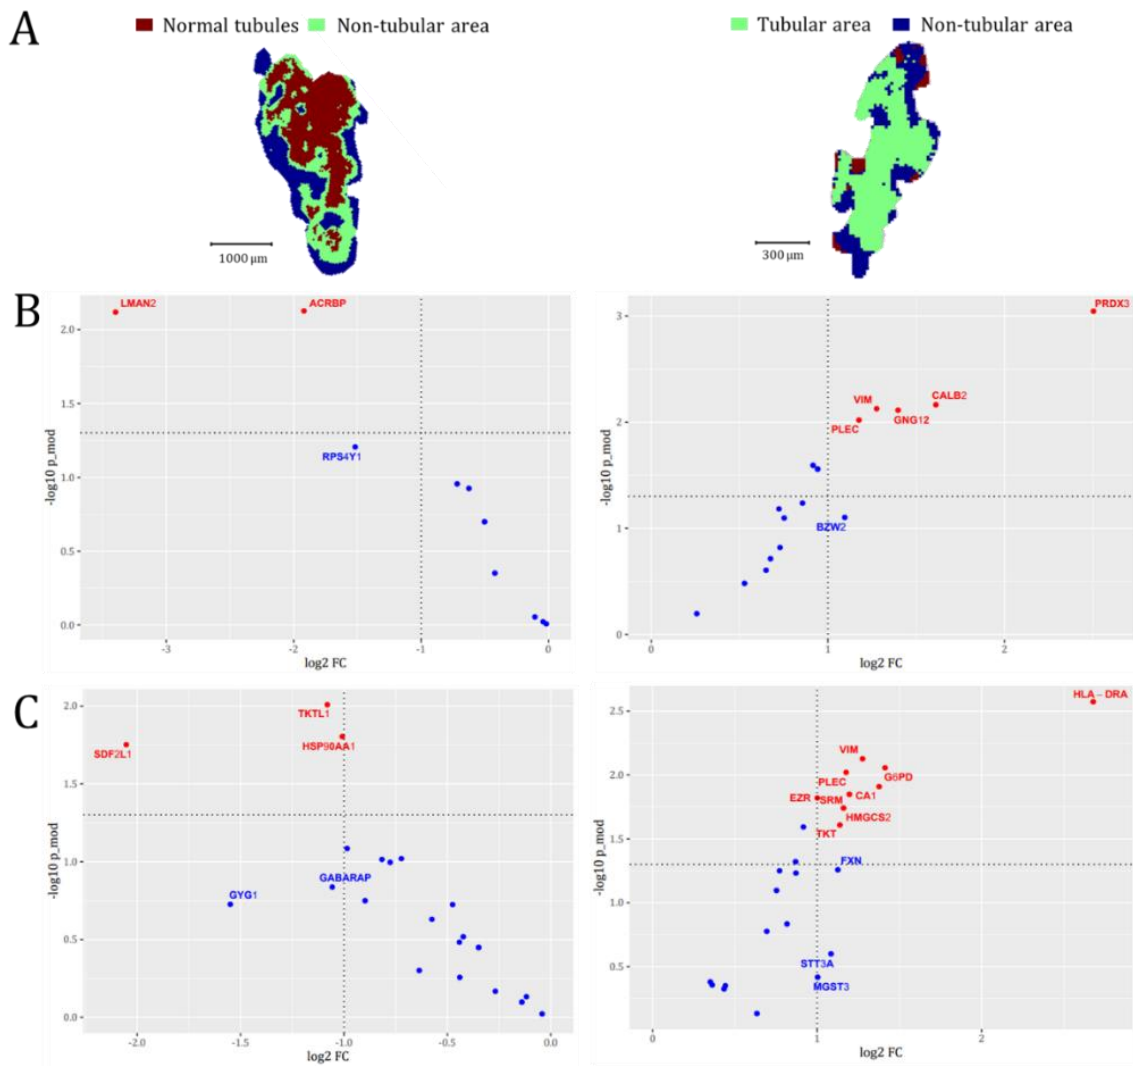 A
Normal tubules Non-tubular area
Tubular area Non-tubular area
1000 µm
300 µm
B
LMAN2
ACRBP
RPS4Y1
2.0
1.5
1.0
0.5
0.0
-3 -2 -1 0
-log10 p_mod
log2 FC
PRDX3
CALB2
VIM
GNG12
PLEC
BZW2
3
2
1
0
0 1 2
-log10 p_mod
log2 FC
C
TKTL1
HSP90AA1
SDF2L1
GABARAP
GYG1
2.0
1.5
1.0
0.5
0.0
-2.0 -1.5 -1.0 -0.5 0.0
-log10 p_mod
log2 FC
HLA – DRA
VIM
G6PD
PLEC
EZR SRM CA1
HMGCS2
TKT
FXN
STT3A
MGST3
2.5
2.0
1.5
1.0
0.5
0 1 2
-log10 p_mod
log2 FC